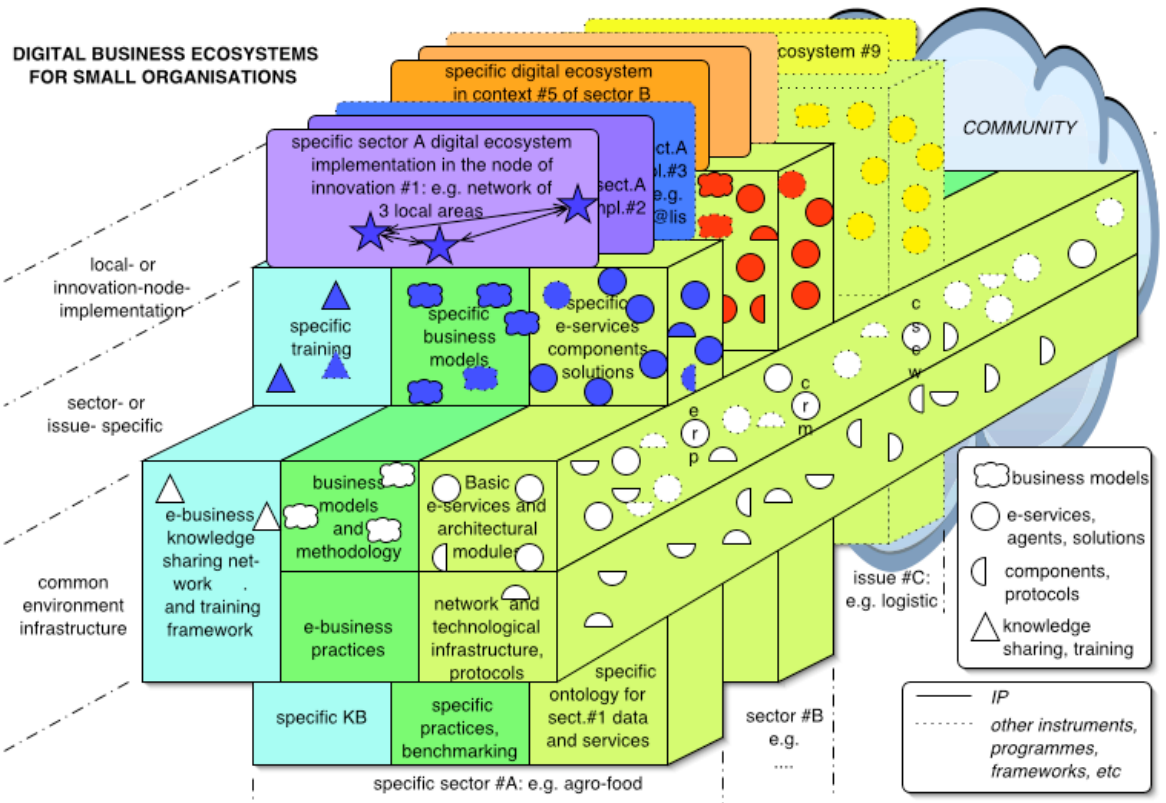 DIGITAL BUSINESS ECOSYSTEMS
FOR SMALL ORGANISATIONS
cosystem #9
specific digital ecosystem
in context #5 of sector B
COMMUNITY
specific sector A digital ecosystem
implementation in the node of
innovation #1: e.g. network of
3 local areas
sect.A
mpl.#2
ct.A
pl.#3
e.g.
@lis
local- or
innovation-node-
implementation
sector- or
issue- specific
common
environment
infrastructure
specific
training
specific
business
models
specific
e-services
components
solutions
e
r
p
c
r
m
c
s
c
w
e-business
knowledge
sharing net-
work .
and training
framework
business
models
and
methodology
Basic
e-services and
architectural
modules
e-business
practices
network and
technological
infrastructure,
protocols
specific KB
specific
practices,
benchmarking
specific
ontology for
sect.#1 data
and services
sector #B
e.g.
....
issue #C:
e.g. logistic
specific sector #A: e.g. agro-food
business models
e-services,
agents, solutions
components,
protocols
knowledge
sharing, training
IP
other instruments,
programmes,
frameworks, etc